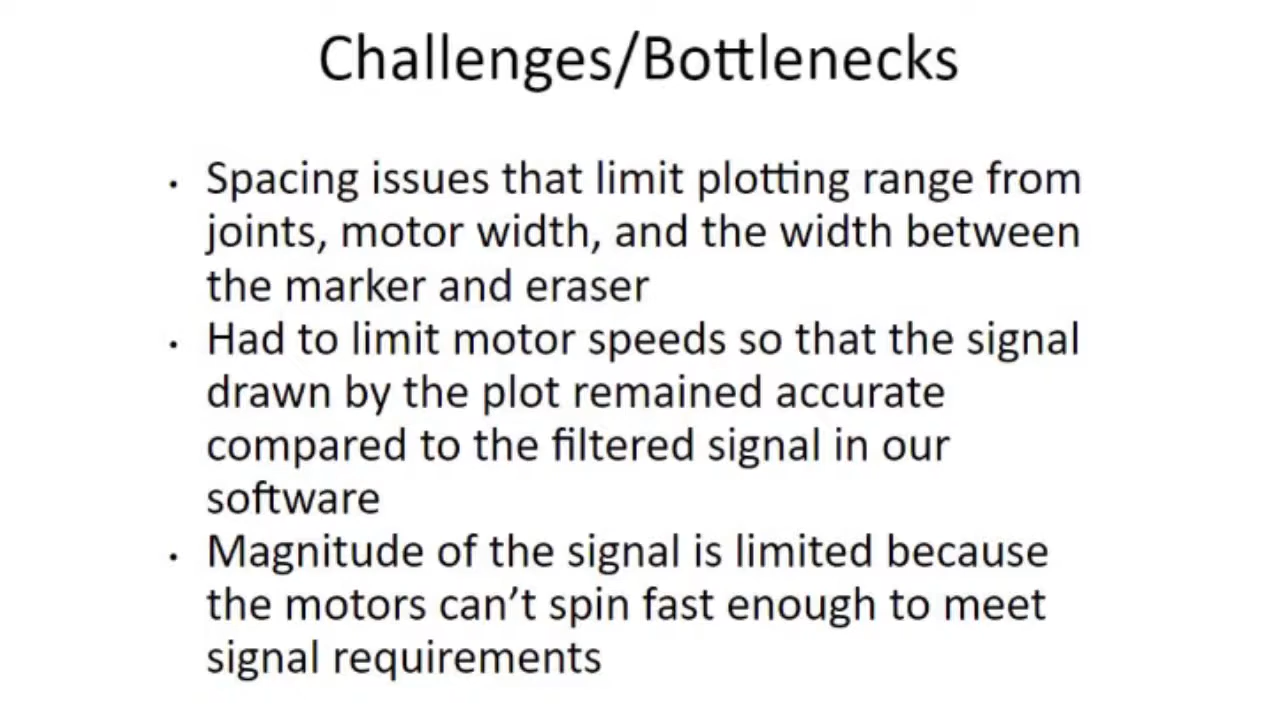 Challenges/Bottlenecks
• Spacing issues that limit plotting range from
joints, motor width, and the width between
the marker and eraser
• Had to limit motor speeds so that the signal
drawn by the plot remained accurate
compared to the filtered signal in our
software
• Magnitude of the signal is limited because
the motors can’t spin fast enough to meet
signal requirements